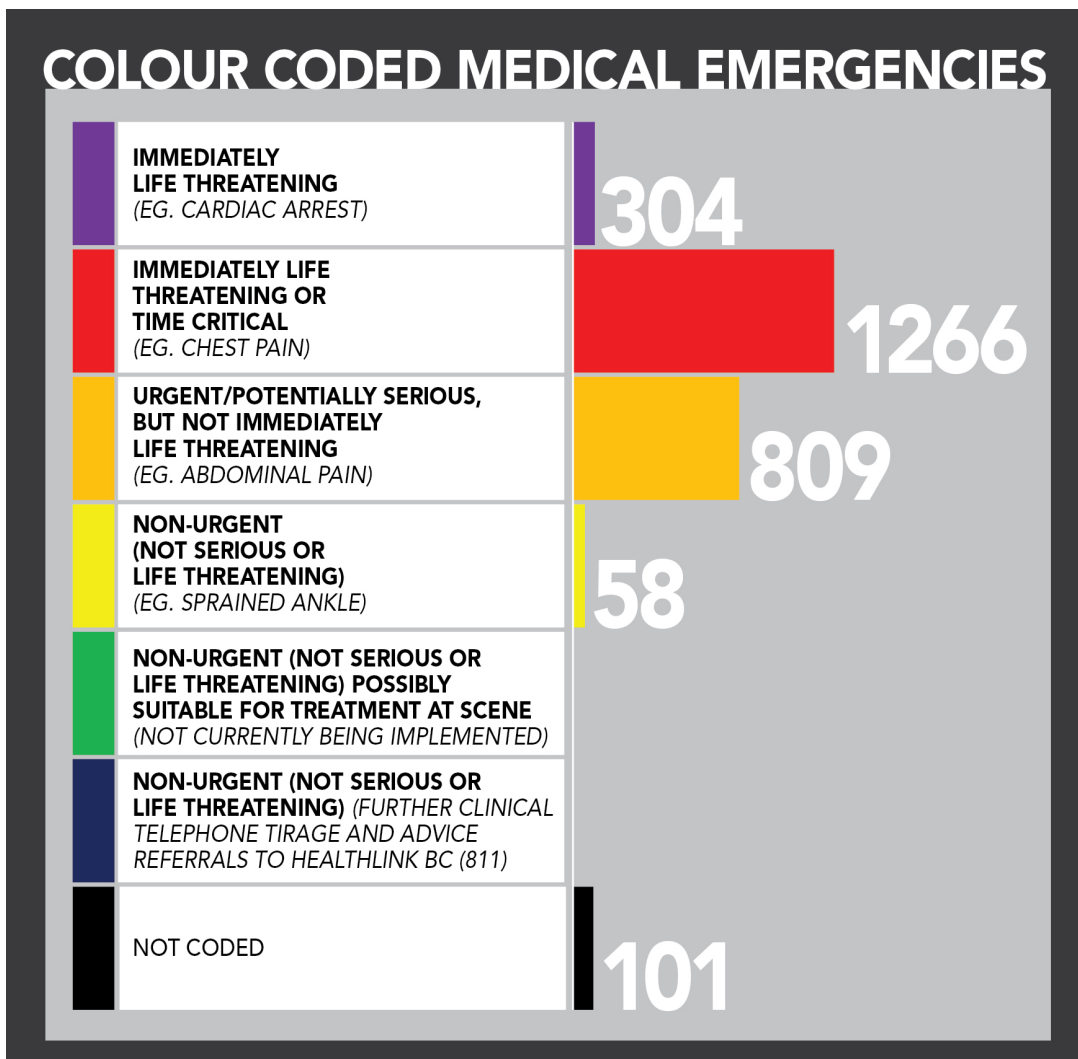 COLOUR CODED MEDICAL EMERGENCIES
IMMEDIATELY
LIFE THREATENING
(EG. CARDIAC ARREST)
304
IMMEDIATELY LIFE
THREATENING OR
TIME CRITICAL
(EG. CHEST PAIN)
1266
URGENT/POTENTIALLY SERIOUS,
BUT NOT IMMEDIATELY
LIFE THREATENING
(EG. ABDOMINAL PAIN)
809
NON-URGENT
(NOT SERIOUS OR
LIFE THREATENING)
(EG. SPRAINED ANKLE)
58
NON-URGENT (NOT SERIOUS OR
LIFE THREATENING) POSSIBLY
SUITABLE FOR TREATMENT AT SCENE
(NOT CURRENTLY BEING IMPLEMENTED)
NON-URGENT (NOT SERIOUS OR
LIFE THREATENING) (FURTHER CLINICAL
TELEPHONE TIRAGE AND ADVICE
REFERRALS TO HEALTHLINK BC (811)
NOT CODED
101